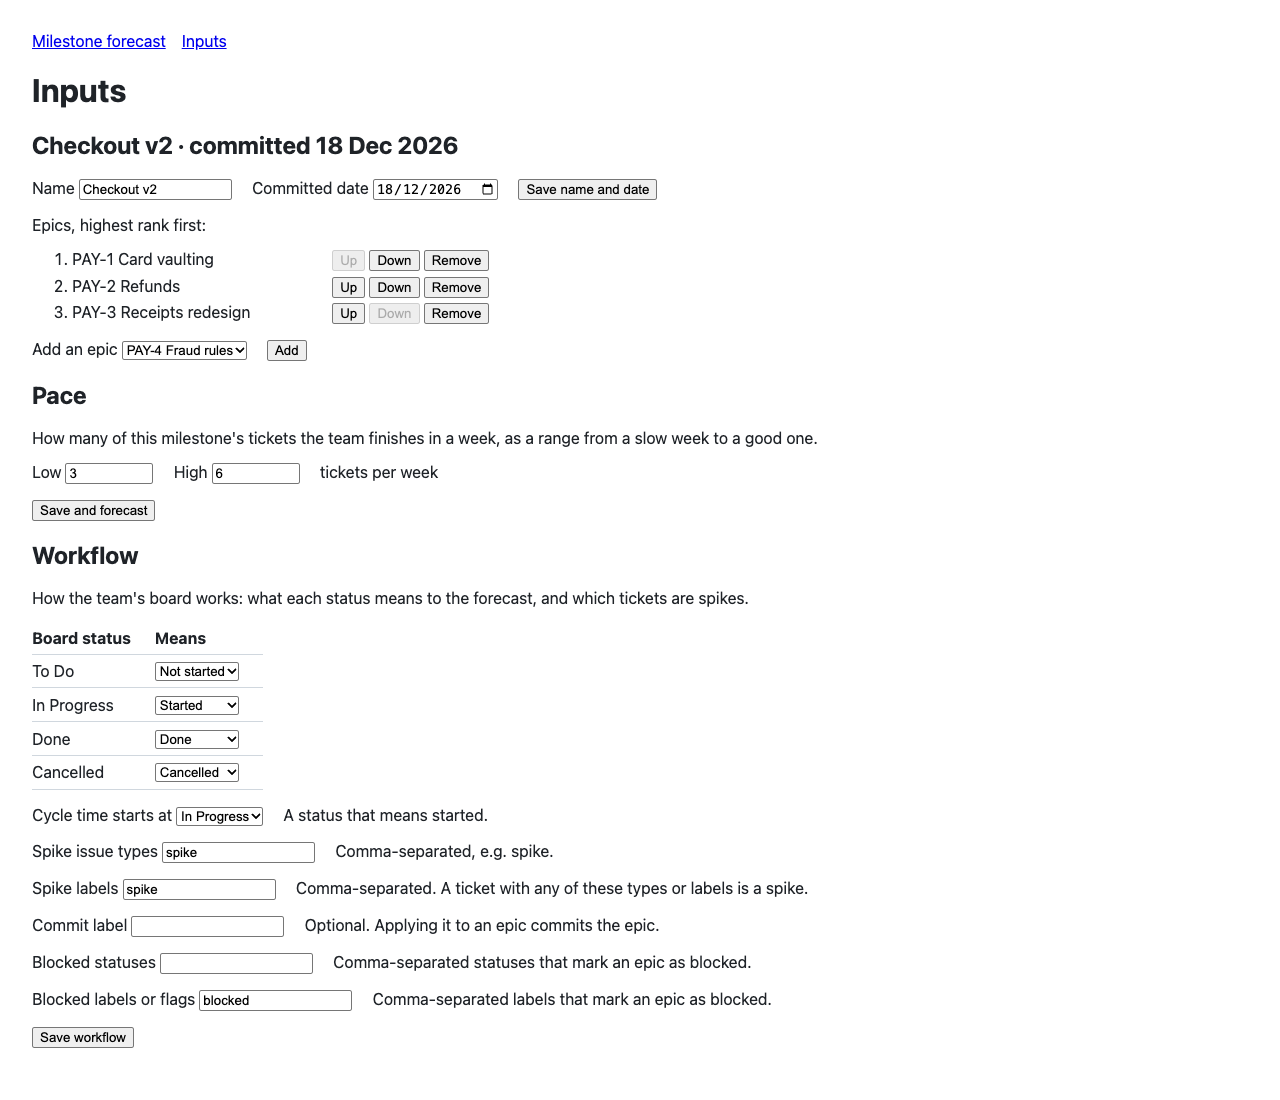 Milestone forecast Inputs
Inputs
Checkout v2 · committed 18 Dec 2026
Name Checkout v2 Committed date 18/12/2026 Save name and date
Epics, highest rank first:
1. PAY-1 Card vaulting Up Down Remove
2. PAY-2 Refunds Up Down Remove
3. PAY-3 Receipts redesign Up Down Remove
Add an epic PAY-4 Fraud rules Add
Pace
How many of this milestone's tickets the team finishes in a week, as a range from a slow week to a good one.
Low 3 High 6 tickets per week
Save and forecast
Workflow
How the team's board works: what each status means to the forecast, and which tickets are spikes.
Board status Means
To Do Not started
In Progress Started
Done Done
Cancelled Cancelled
Cycle time starts at In Progress A status that means started.
Spike issue types spike Comma-separated, e.g. spike.
Spike labels spike Comma-separated. A ticket with any of these types or labels is a spike.
Commit label Optional. Applying it to an epic commits the epic.
Blocked statuses Comma-separated statuses that mark an epic as blocked.
Blocked labels or flags blocked Comma-separated labels that mark an epic as blocked.
Save workflow